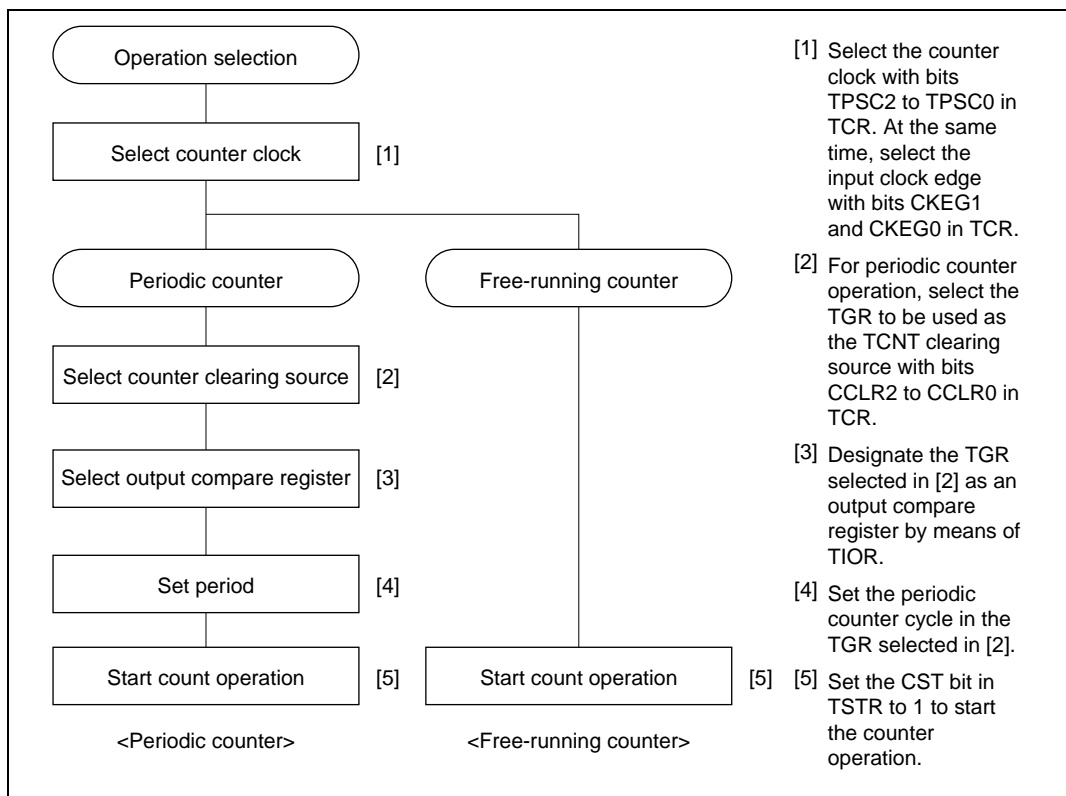 Operation selection
Select counter clock [1]
Periodic counter Free-running counter
Select counter clearing source [2]
Select output compare register [3]
Set period [4]
Start count operation [5] Start count operation [5]
<Periodic counter> <Free-running counter>
[1] Select the counter
clock with bits
TPSC2 to TPSC0 in
TCR. At the same
time, select the
input clock edge
with bits CKEG1
and CKEG0 in TCR.
[2] For periodic counter
operation, select the
TGR to be used as
the TCNT clearing
source with bits
CCLR2 to CCLR0 in
TCR.
[3] Designate the TGR
selected in [2] as an
output compare
register by means of
TIOR.
[4] Set the periodic
counter cycle in the
TGR selected in [2].
[5] Set the CST bit in
TSTR to 1 to start
the counter
operation.